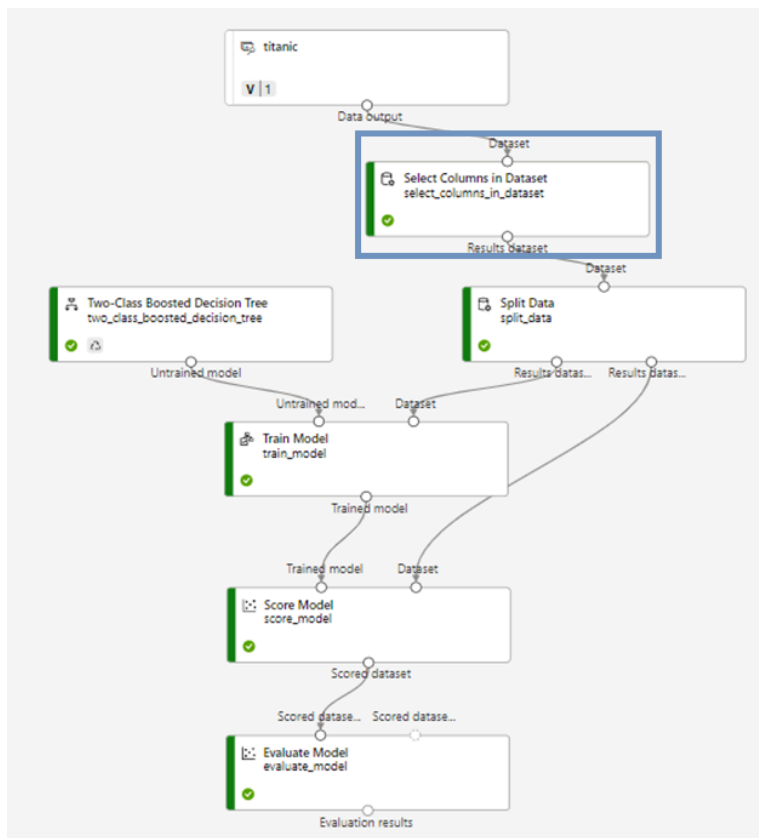 titanic
V | 1
Data output
Dataset
Select Columns in Dataset
select_columns_in_dataset
Results dataset
Dataset
Two-Class Boosted Decision Tree
two_class_boosted_decision_tree
Untrained model
Split Data
split_data
Results datas...
Results datas...
Untrained mod...
Dataset
Train Model
train_model
Trained model
Trained model
Dataset
Score Model
score_model
Scored dataset
Scored datase...
Scored datase...
Evaluate Model
evaluate_model
Evaluation results